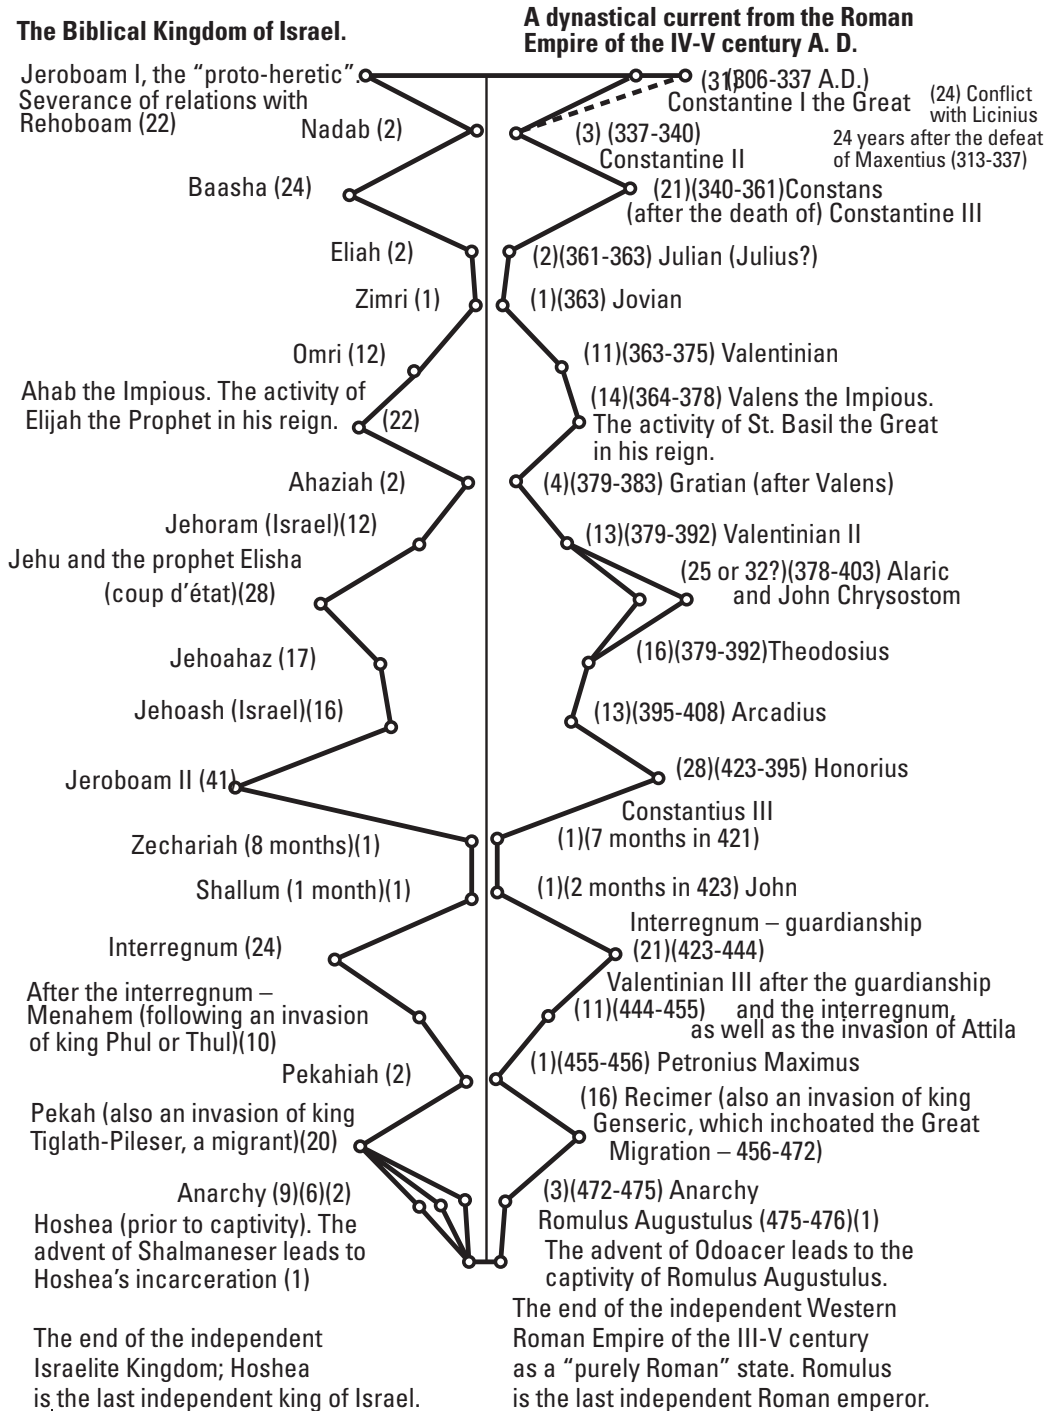 The Biblical Kingdom of Israel.
Jeroboam I, the “proto-heretic”.
Severance of relations with
Rehoboam (22)
Nadab (2)
Baasha (24)
Eliah (2)
Zimri (1)
Omri (12)
Ahab the Impious. The activity of
Elijah the Prophet in his reign. (22)
Ahaziah (2)
Jehoram (Israel)(12)
Jehu and the prophet Elisha
(coup d’état)(28)
Jehoahaz (17)
Jehoash (Israel)(16)
Jeroboam II (41)
Zechariah (8 months)(1)
Shallum (1 month)(1)
Interregnum (24)
After the interregnum –
Menahem (following an invasion
of king Phul or Thul)(10)
Pekahiah (2)
Pekah (also an invasion of king
Tiglath-Pileser, a migrant)(20)
Anarchy (9)(6)(2)
Hoshea (prior to captivity). The
advent of Shalmaneser leads to
Hoshea’s incarceration (1)
The end of the independent
Israelite Kingdom; Hoshea
is the last independent king of Israel.
A dynastical current from the Roman
Empire of the IV-V century A. D.
(31)(306-337 A.D.)
Constantine I the Great
(24) Conflict
with Licinius
24 years after the defeat
of Maxentius (313-337)
(3) (337-340)
Constantine II
(21)(340-361)Constans
(after the death of) Constantine III
(2)(361-363) Julian (Julius?)
(1)(363) Jovian
(11)(363-375) Valentinian
(14)(364-378) Valens the Impious.
The activity of St. Basil the Great
in his reign.
(4)(379-383) Gratian (after Valens)
(13)(379-392) Valentinian II
(25 or 32?)(378-403) Alaric
and John Chrysostom
(16)(379-392)Theodosius
(13)(395-408) Arcadius
(28)(423-395) Honorius
Constantius III
(1)(7 months in 421)
(1)(2 months in 423) John
Interregnum – guardianship
(21)(423-444)
Valentinian III after the guardianship
(11)(444-455) and the interregnum,
as well as the invasion of Attila
(1)(455-456) Petronius Maximus
(16) Recimer (also an invasion of king
Genseric, which inchoated the Great
Migration – 456-472)
(3)(472-475) Anarchy
Romulus Augustulus (475-476)(1)
The advent of Odoacer leads to the
captivity of Romulus Augustulus.
The end of the independent Western
Roman Empire of the III-V century
as a “purely Roman” state. Romulus
is the last independent Roman emperor.